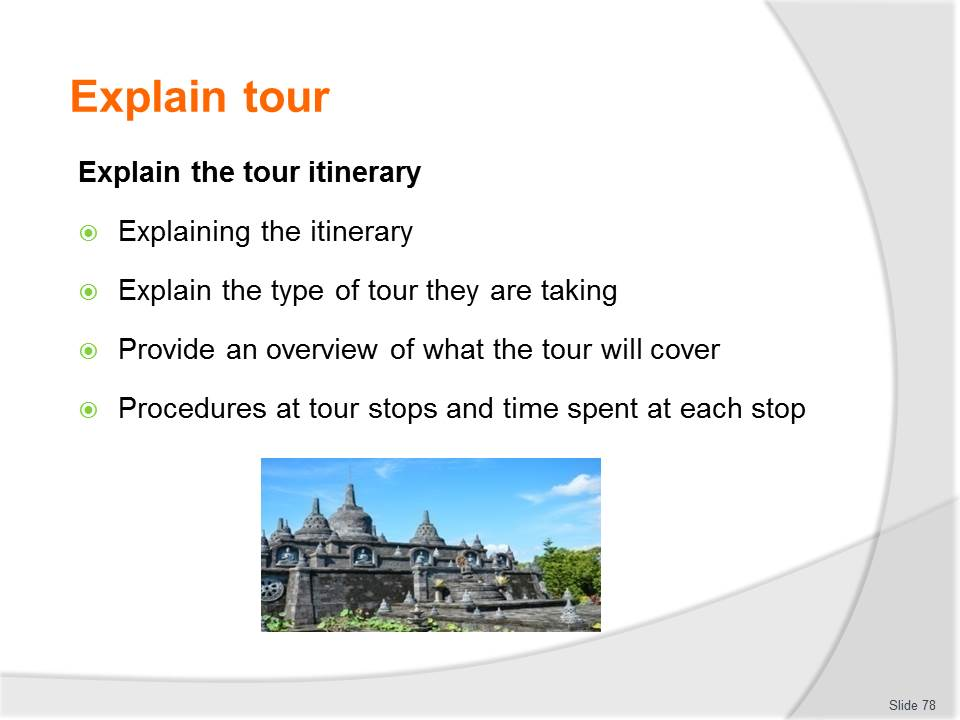 Explain tour
Explain the tour itinerary
Explaining the itinerary
Explain the type of tour they are taking
Provide an overview of what the tour will cover
Procedures at tour stops and time spent at each stop
Slide 78